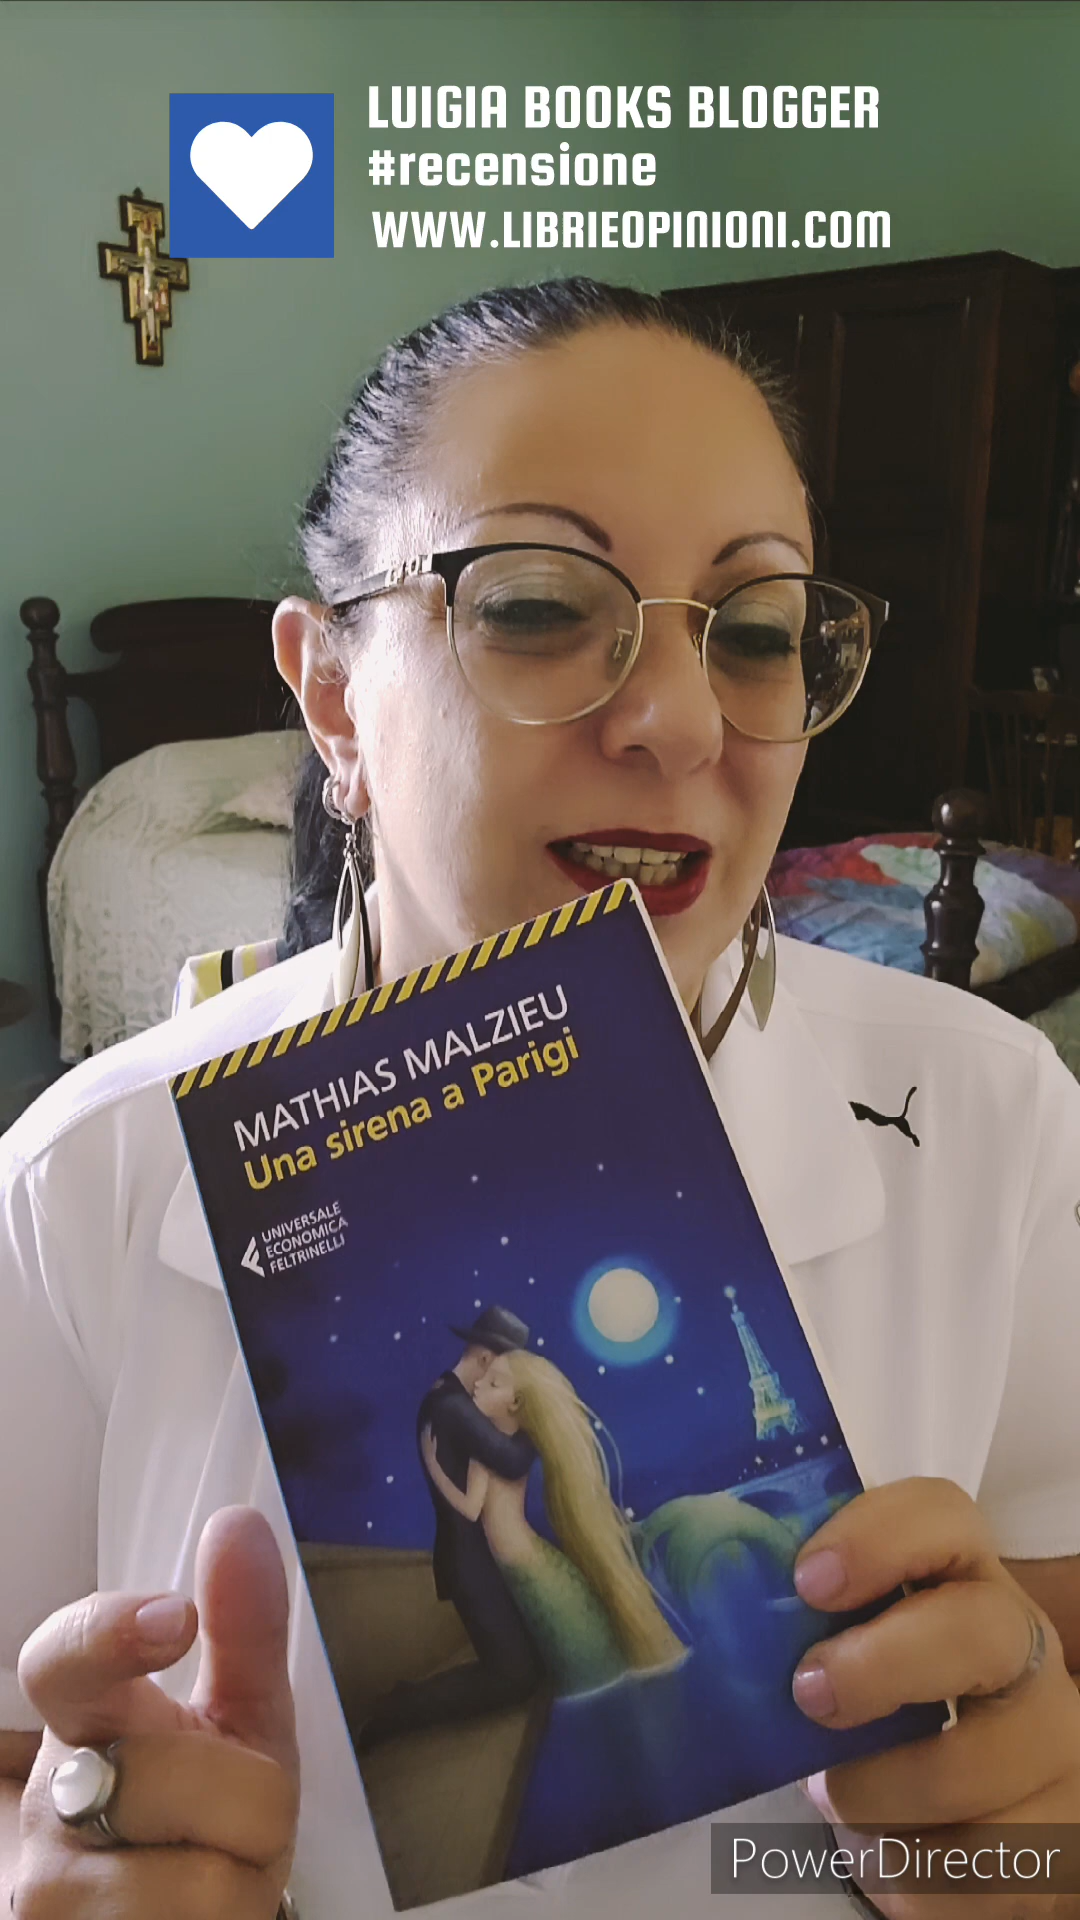 LUIGIA BOOKS BLOGGER
#recensione
WWW.LIBRIEOPINIONI.COM
MATHIAS MALZIEU
Una sirena a Parigi
UNIVERSALE
ECONOMICA
FELTRINELLI
PowerDirector